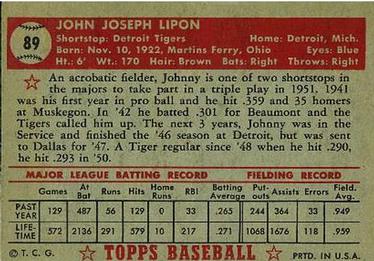 89
JOHN JOSEPH LIPON
Shortstop: Detroit Tigers Home: Detroit, Mich.
Born: Nov. 10, 1922, Martins Ferry, Ohio Eyes: Blue
Ht.: 6' Wt.: 170 Hair: Brown Bats: Right Throws: Right
An acrobatic fielder, Johnny is one of two shortstops in
the majors to take part in a triple play in 1951. 1941
was his first year in pro ball and he hit .359 and 35 homers
at Muskegon. In '42 he batted .301 for Beaumont and the
Tigers called him up. The next 3 years, Johnny was in the
Service and finished the '46 season at Detroit, but was sent
to Dallas for '47. A Tiger regular since '48 when he hit .290,
he hit .293 in '50.
MAJOR LEAGUE BATTING RECORD FIELDING RECORD
Games At Bat Runs Hits Home Runs RBI Batting Average Put-outs Assists Errors Field. Avg.
PAST YEAR 129 487 56 129 0 33 .265 244 364 33 .949
LIFE-TIME 572 2136 291 579 10 217 .271 1068 1676 118 .959
© T. C. G. TOPPS BASEBALL PRTD. IN U.S.A.